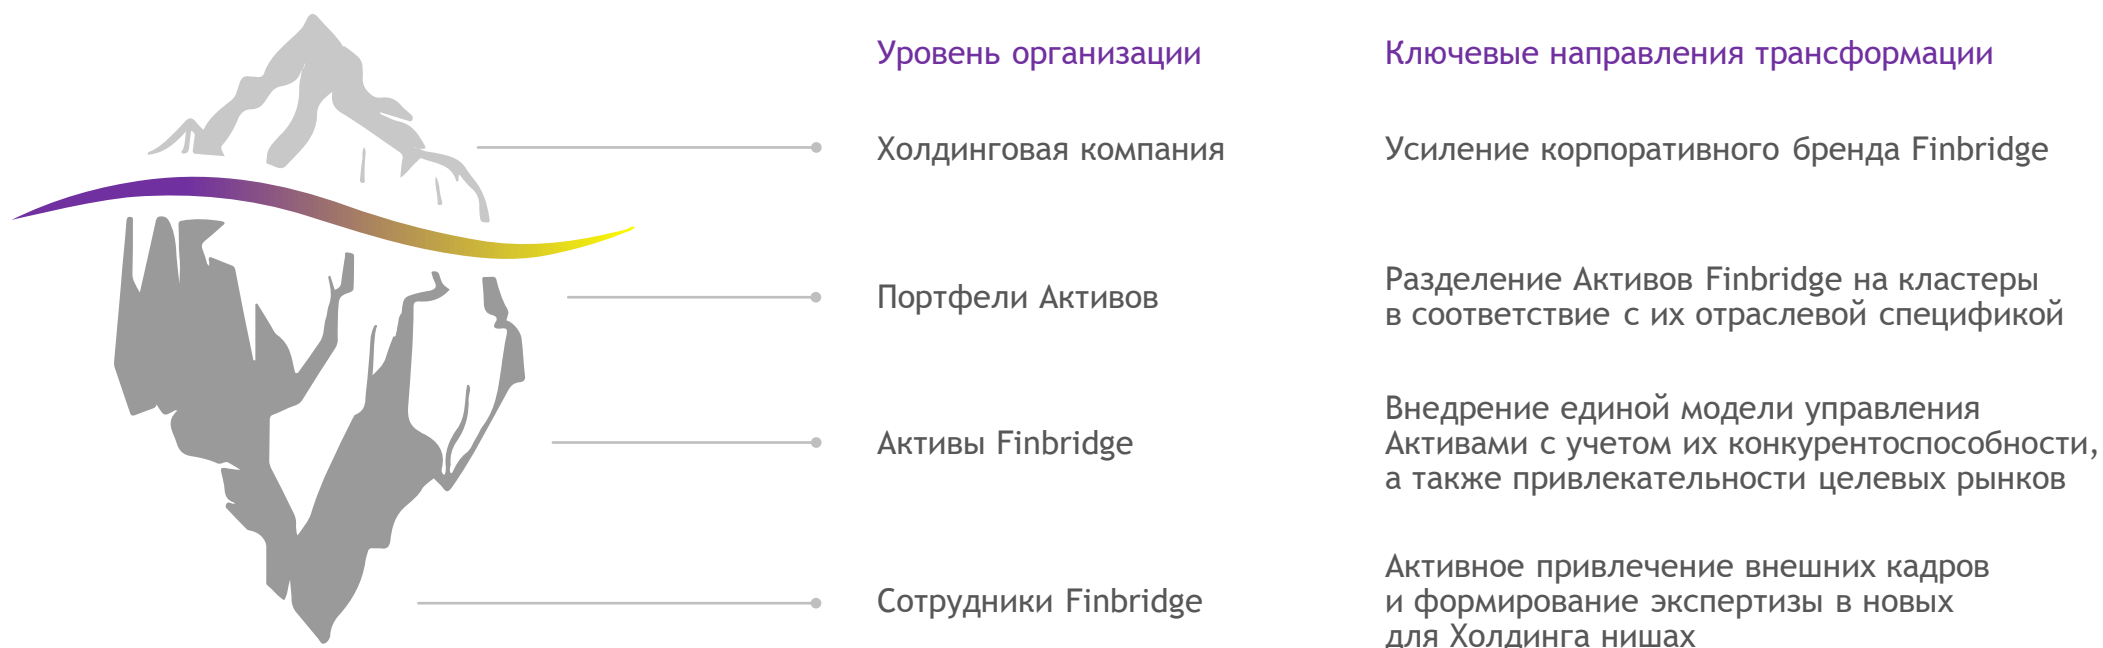 Уровень организации
Ключевые направления трансформации
Холдинговая компания
Усиление корпоративного бренда Finbridge
Портфели Активов
Разделение Активов Finbridge на кластеры
в соответствие с их отраслевой спецификой
Активы Finbridge
Внедрение единой модели управления
Активами с учетом их конкурентоспособности,
а также привлекательности целевых рынков
Сотрудники Finbridge
Активное привлечение внешних кадров
и формирование экспертизы в новых
для Холдинга нишах